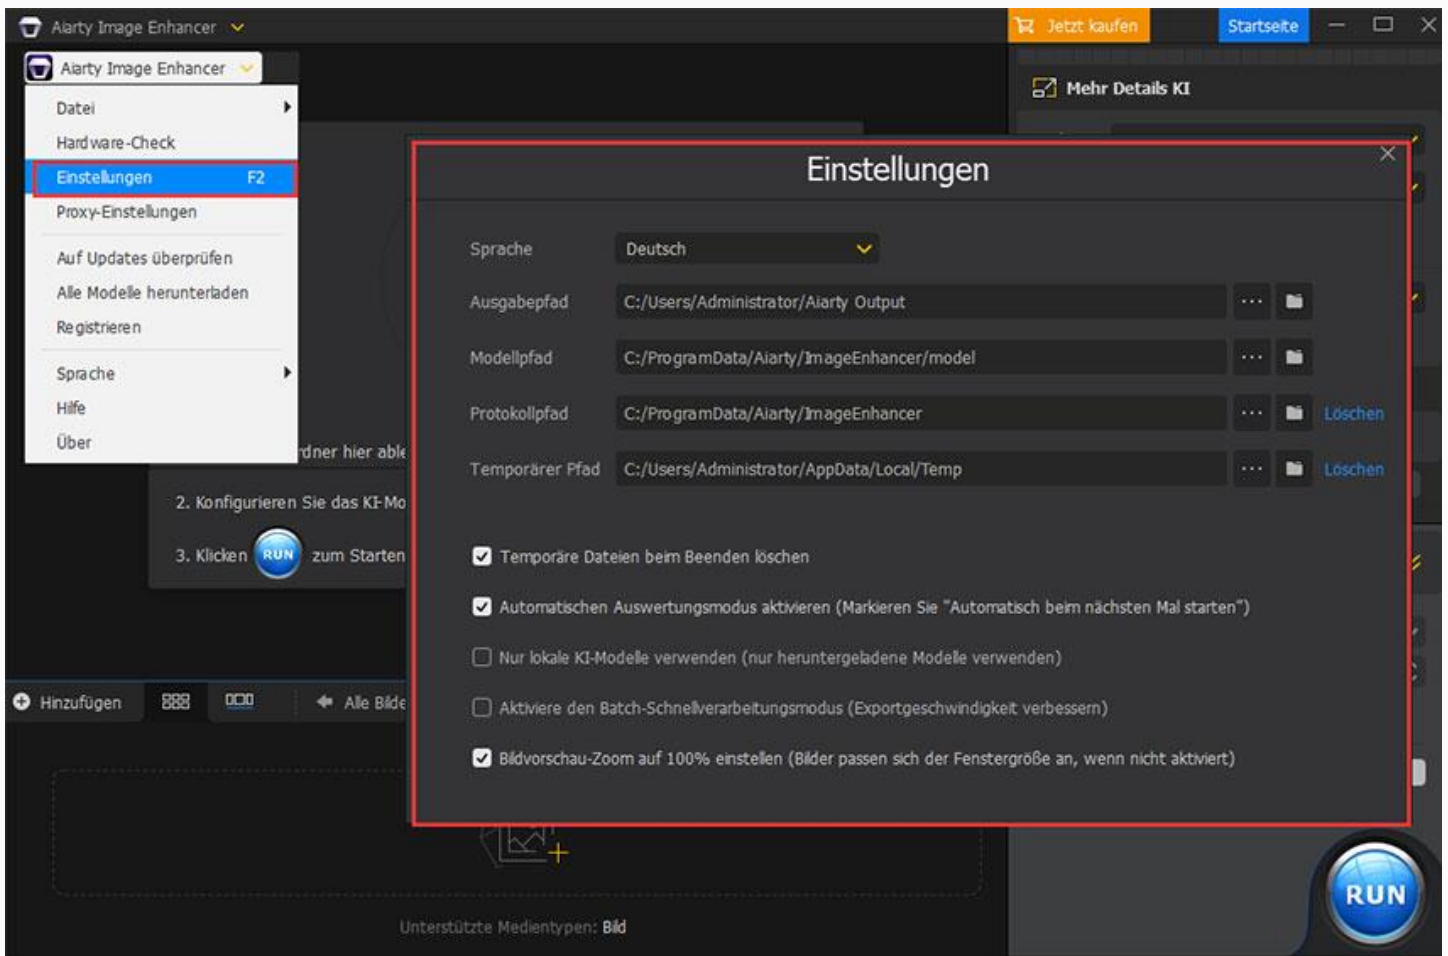 Aiarty Image Enhancer
Jetzt kaufen
Startseite
Aiarty Image Enhancer
Datei
Hardware-Check
Einstellungen F2
Proxy-Einstellungen
Auf Updates überprüfen
Alle Modelle herunterladen
Registrieren
Sprache
Hilfe
Über
Mehr Details KI
Einstellungen
Sprache Deutsch
Ausgabepfad C:/Users/Administrator/Aiarty Output ...
Modellpfad C:/ProgramData/Aiarty/ImageEnhancer/model ...
Protokollpfad C:/ProgramData/Aiarty/ImageEnhancer ... Löschen
Temporärer Pfad C:/Users/Administrator/AppData/Local/Temp ... Löschen
Temporäre Dateien beim Beenden löschen
Automatischen Auswertungsmodus aktivieren (Markieren Sie "Automatisch beim nächsten Mal starten")
Nur lokale KI-Modelle verwenden (nur heruntergeladene Modelle verwenden)
Aktiviere den Batch-Schnellverarbeitungsmodus (Exportgeschwindigkeit verbessern)
Bildvorschau-Zoom auf 100% einstellen (Bilder passen sich der Fenstergröße an, wenn nicht aktiviert)
rdner hier able
2. Konfigurieren Sie das KI-Mo
3. Klicken RUN zum Starten
Hinzufügen
Alle Bilde
Unterstützte Medientypen: Bild
RUN